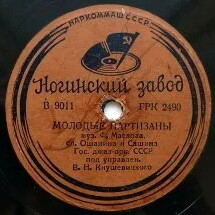 НАРКОММАШ СССР
Ногинский завод
В 9011 ГРК 2490
МОЛОДЫЕ ПАРТИЗАНЫ
муз. Ф. Маслова.
сл. Ошанина и Сашина
Гос. джаз-орк. СССР
под управлен.
В. Н. Кнушевицкого